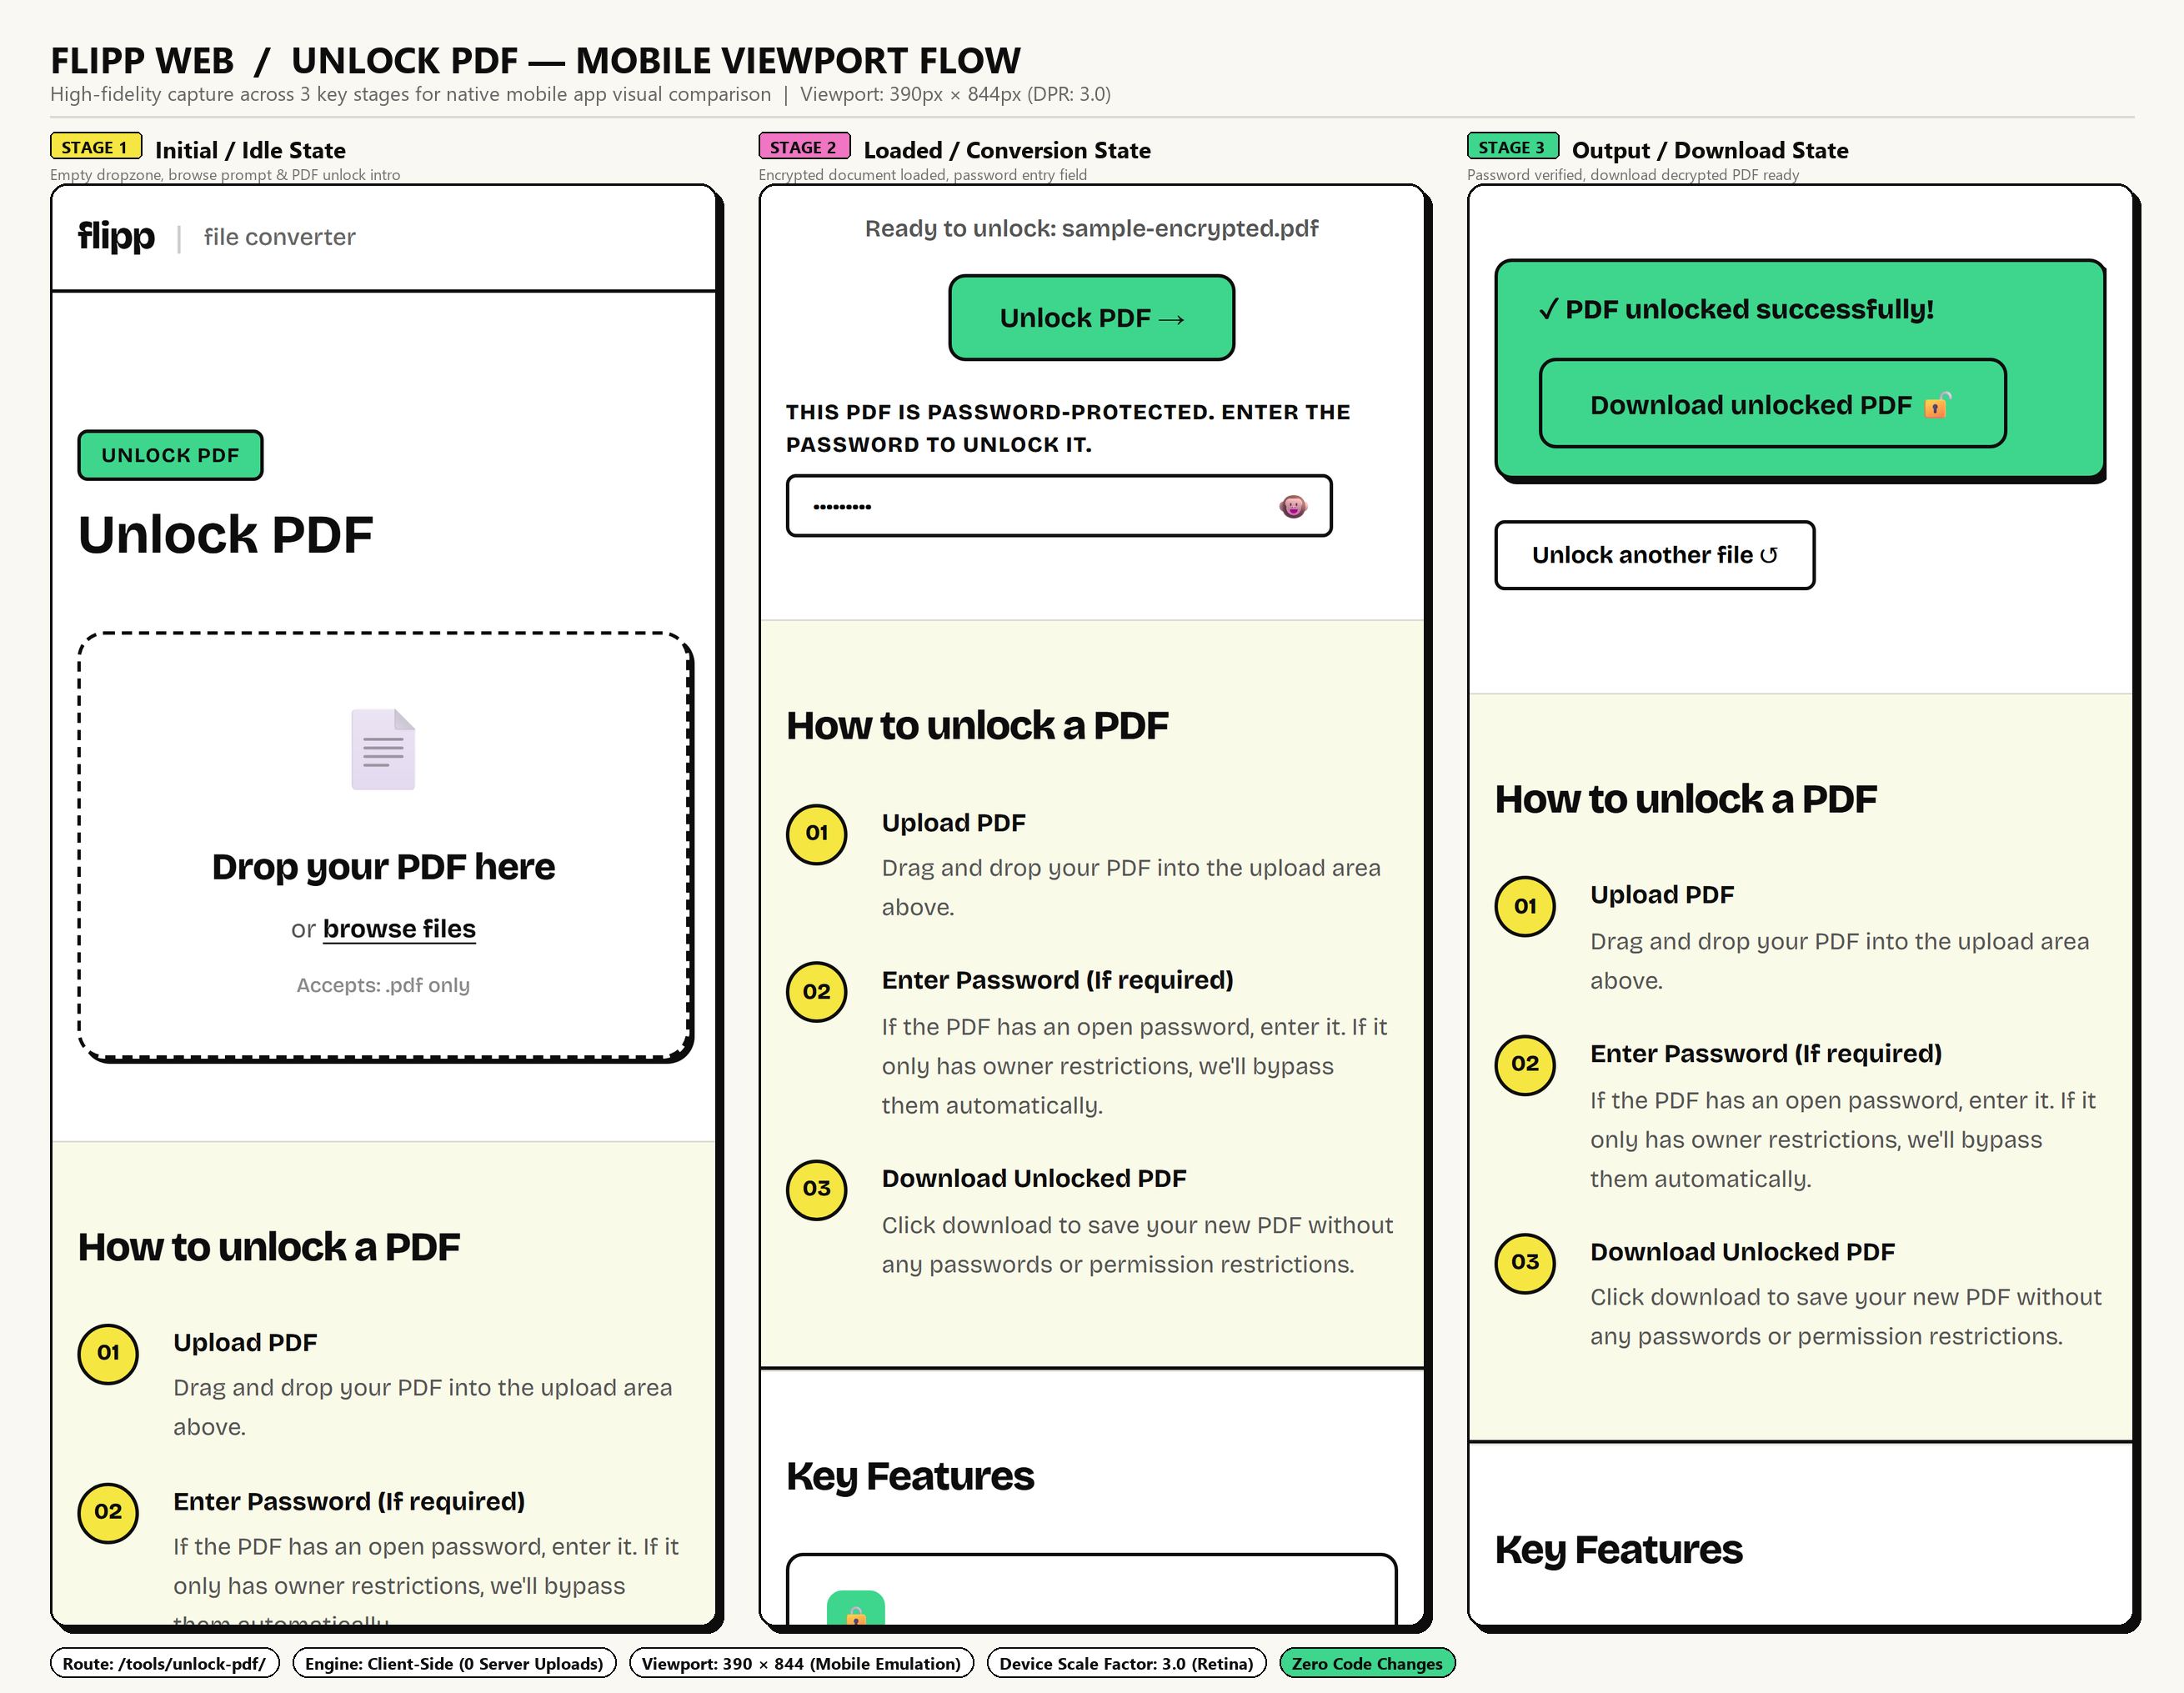 FLIPP WEB / UNLOCK PDF — MOBILE VIEWPORT FLOW
High-fidelity capture across 3 key stages for native mobile app visual comparison | Viewport: 390px × 844px (DPR: 3.0)
STAGE 1 Initial / Idle State
Empty dropzone, browse prompt & PDF unlock intro
flipp | file converter
UNLOCK PDF
Unlock PDF
Drop your PDF here
or browse files
Accepts: .pdf only
How to unlock a PDF
01 Upload PDF
Drag and drop your PDF into the upload area
above.
02 Enter Password (If required)
If the PDF has an open password, enter it. If it
only has owner restrictions, we'll bypass
them automatically.
STAGE 2 Loaded / Conversion State
Encrypted document loaded, password entry field
Ready to unlock: sample-encrypted.pdf
Unlock PDF →
THIS PDF IS PASSWORD-PROTECTED. ENTER THE
PASSWORD TO UNLOCK IT.
•••••••••
How to unlock a PDF
01 Upload PDF
Drag and drop your PDF into the upload area
above.
02 Enter Password (If required)
If the PDF has an open password, enter it. If it
only has owner restrictions, we'll bypass
them automatically.
03 Download Unlocked PDF
Click download to save your new PDF without
any passwords or permission restrictions.
Key Features
STAGE 3 Output / Download State
Password verified, download decrypted PDF ready
✓ PDF unlocked successfully!
Download unlocked PDF 🔓
Unlock another file ↺
How to unlock a PDF
01 Upload PDF
Drag and drop your PDF into the upload area
above.
02 Enter Password (If required)
If the PDF has an open password, enter it. If it
only has owner restrictions, we'll bypass
them automatically.
03 Download Unlocked PDF
Click download to save your new PDF without
any passwords or permission restrictions.
Key Features
Route: /tools/unlock-pdf/
Engine: Client-Side (0 Server Uploads)
Viewport: 390 × 844 (Mobile Emulation)
Device Scale Factor: 3.0 (Retina)
Zero Code Changes